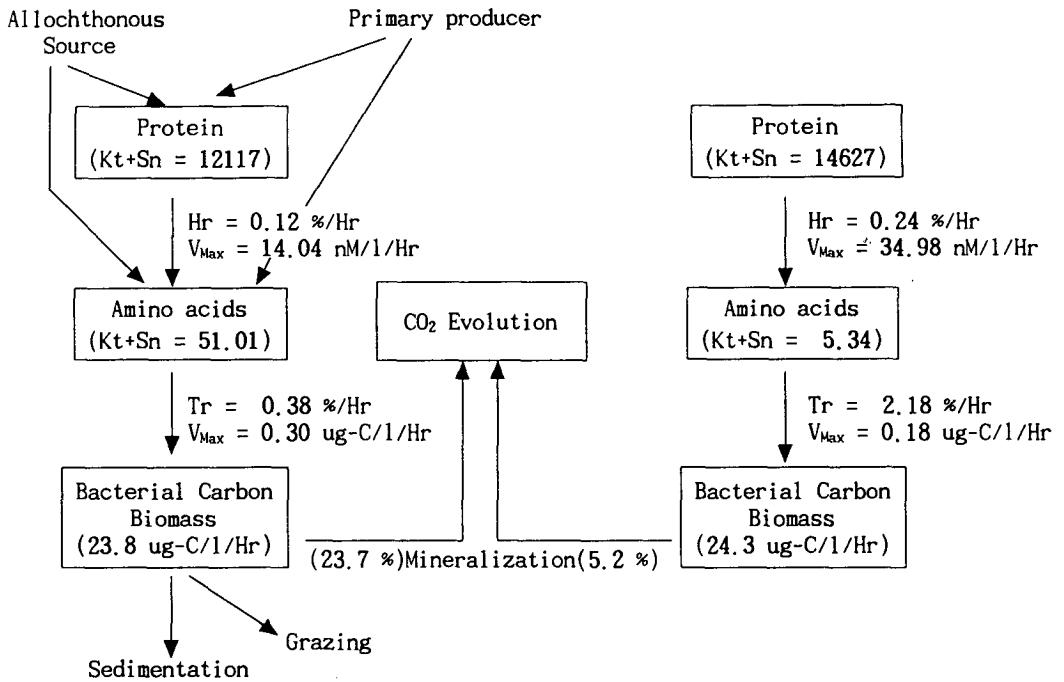 Allochthonous
Source
Primary producer
Protein
(Kt+Sn = 12117)
Hr = 0.12 %/Hr
VMax = 14.04 nM/l/Hr
Amino acids
(Kt+Sn = 51.01)
Tr = 0.38 %/Hr
VMax = 0.30 ug-C/l/Hr
Bacterial Carbon
Biomass
(23.8 ug-C/l/Hr)
Grazing
Sedimentation
CO₂ Evolution
(23.7 %)Mineralization(5.2 %)
Protein
(Kt+Sn = 14627)
Hr = 0.24 %/Hr
VMax = 34.98 nM/l/Hr
Amino acids
(Kt+Sn = 5.34)
Tr = 2.18 %/Hr
VMax = 0.18 ug-C/l/Hr
Bacterial Carbon
Biomass
(24.3 ug-C/l/Hr)